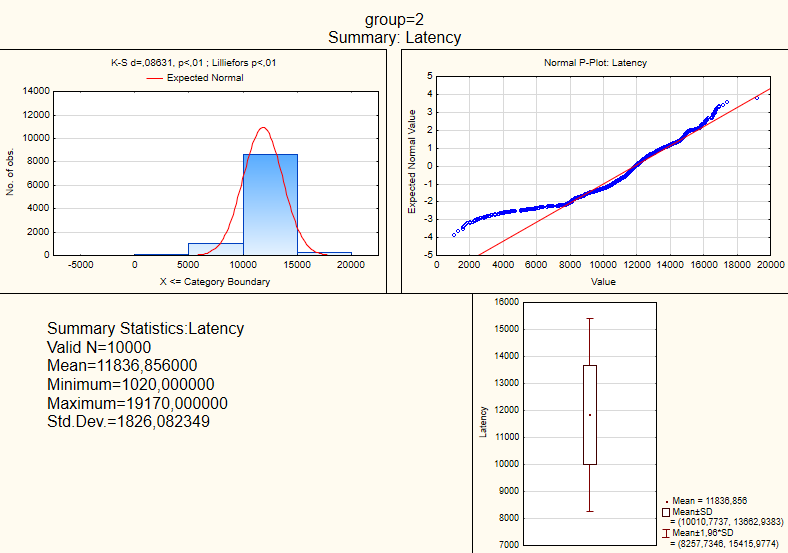 group=2
Summary: Latency
K-S d=,08631, p<,01 ; Lilliefors p<,01
Expected Normal
14000
12000
10000
8000
6000
4000
2000
0
No. of obs.
-5000 0 5000 10000 15000 20000
X <= Category Boundary
Normal P-Plot: Latency
5
4
3
2
1
0
-1
-2
-3
-4
-5
Expected Normal Value
0 2000 4000 6000 8000 10000 12000 14000 16000 18000 20000
Value
Summary Statistics:Latency
Valid N=10000
Mean=11836,856000
Minimum=1020,000000
Maximum=19170,000000
Std.Dev.=1826,082349
16000
15000
14000
13000
12000
11000
10000
9000
8000
7000
Latency
Mean = 11836,856
Mean±SD
= (10010,7737, 13662,9383)
Mean±1,96*SD
= (8257,7346, 15415,9774)